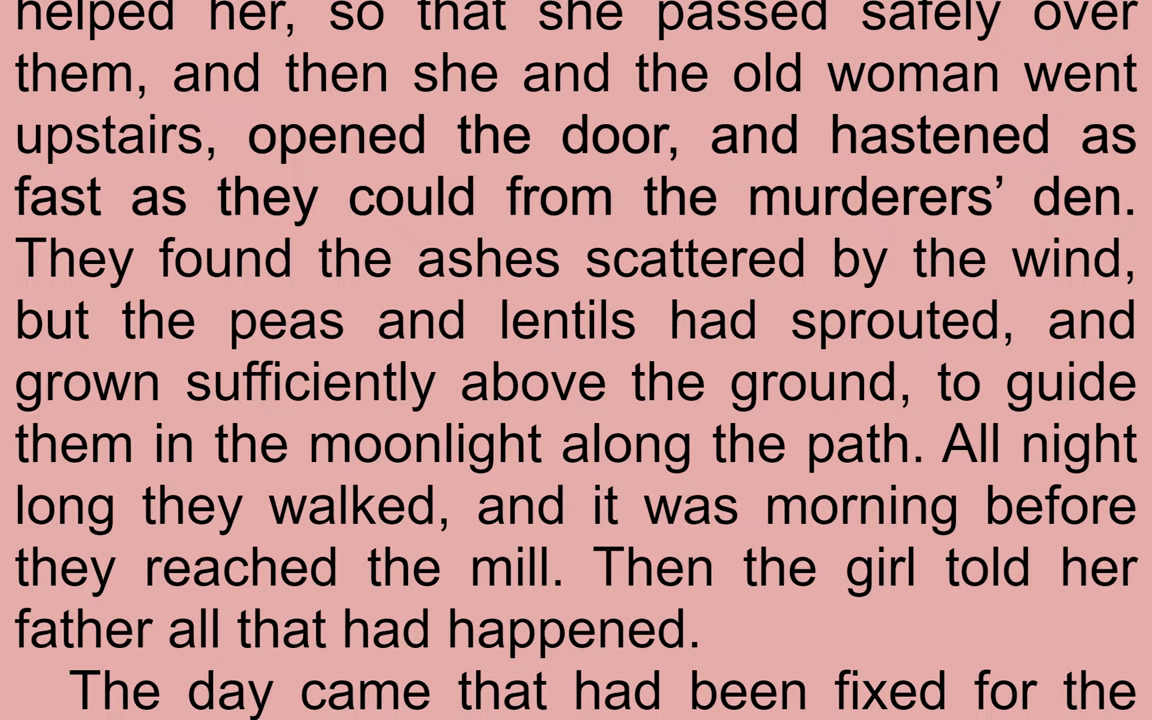 helped her, so that she passed safely over
them, and then she and the old woman went
upstairs, opened the door, and hastened as
fast as they could from the murderers’ den.
They found the ashes scattered by the wind,
but the peas and lentils had sprouted, and
grown sufficiently above the ground, to guide
them in the moonlight along the path. All night
long they walked, and it was morning before
they reached the mill. Then the girl told her
father all that had happened.
The day came that had been fixed for the